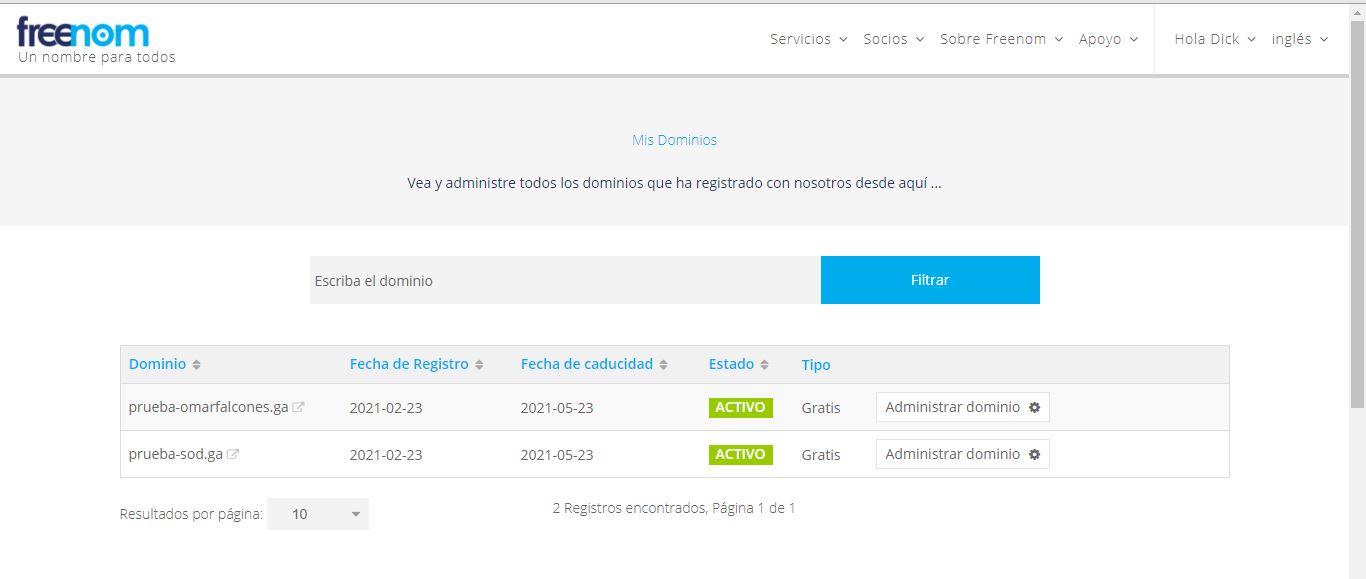 freenom
Un nombre para todos
Servicios Socios Sobre Freenom Apoyo Hola Dick inglés
Mis Dominios
Vea y administre todos los dominios que ha registrado con nosotros desde aquí ...
Escriba el dominio Filtrar
Dominio Fecha de Registro Fecha de caducidad Estado Tipo
prueba-omarfalcones.ga 2021-02-23 2021-05-23 ACTIVO Gratis Administrar dominio
prueba-sod.ga 2021-02-23 2021-05-23 ACTIVO Gratis Administrar dominio
Resultados por página: 10 2 Registros encontrados, Página 1 de 1